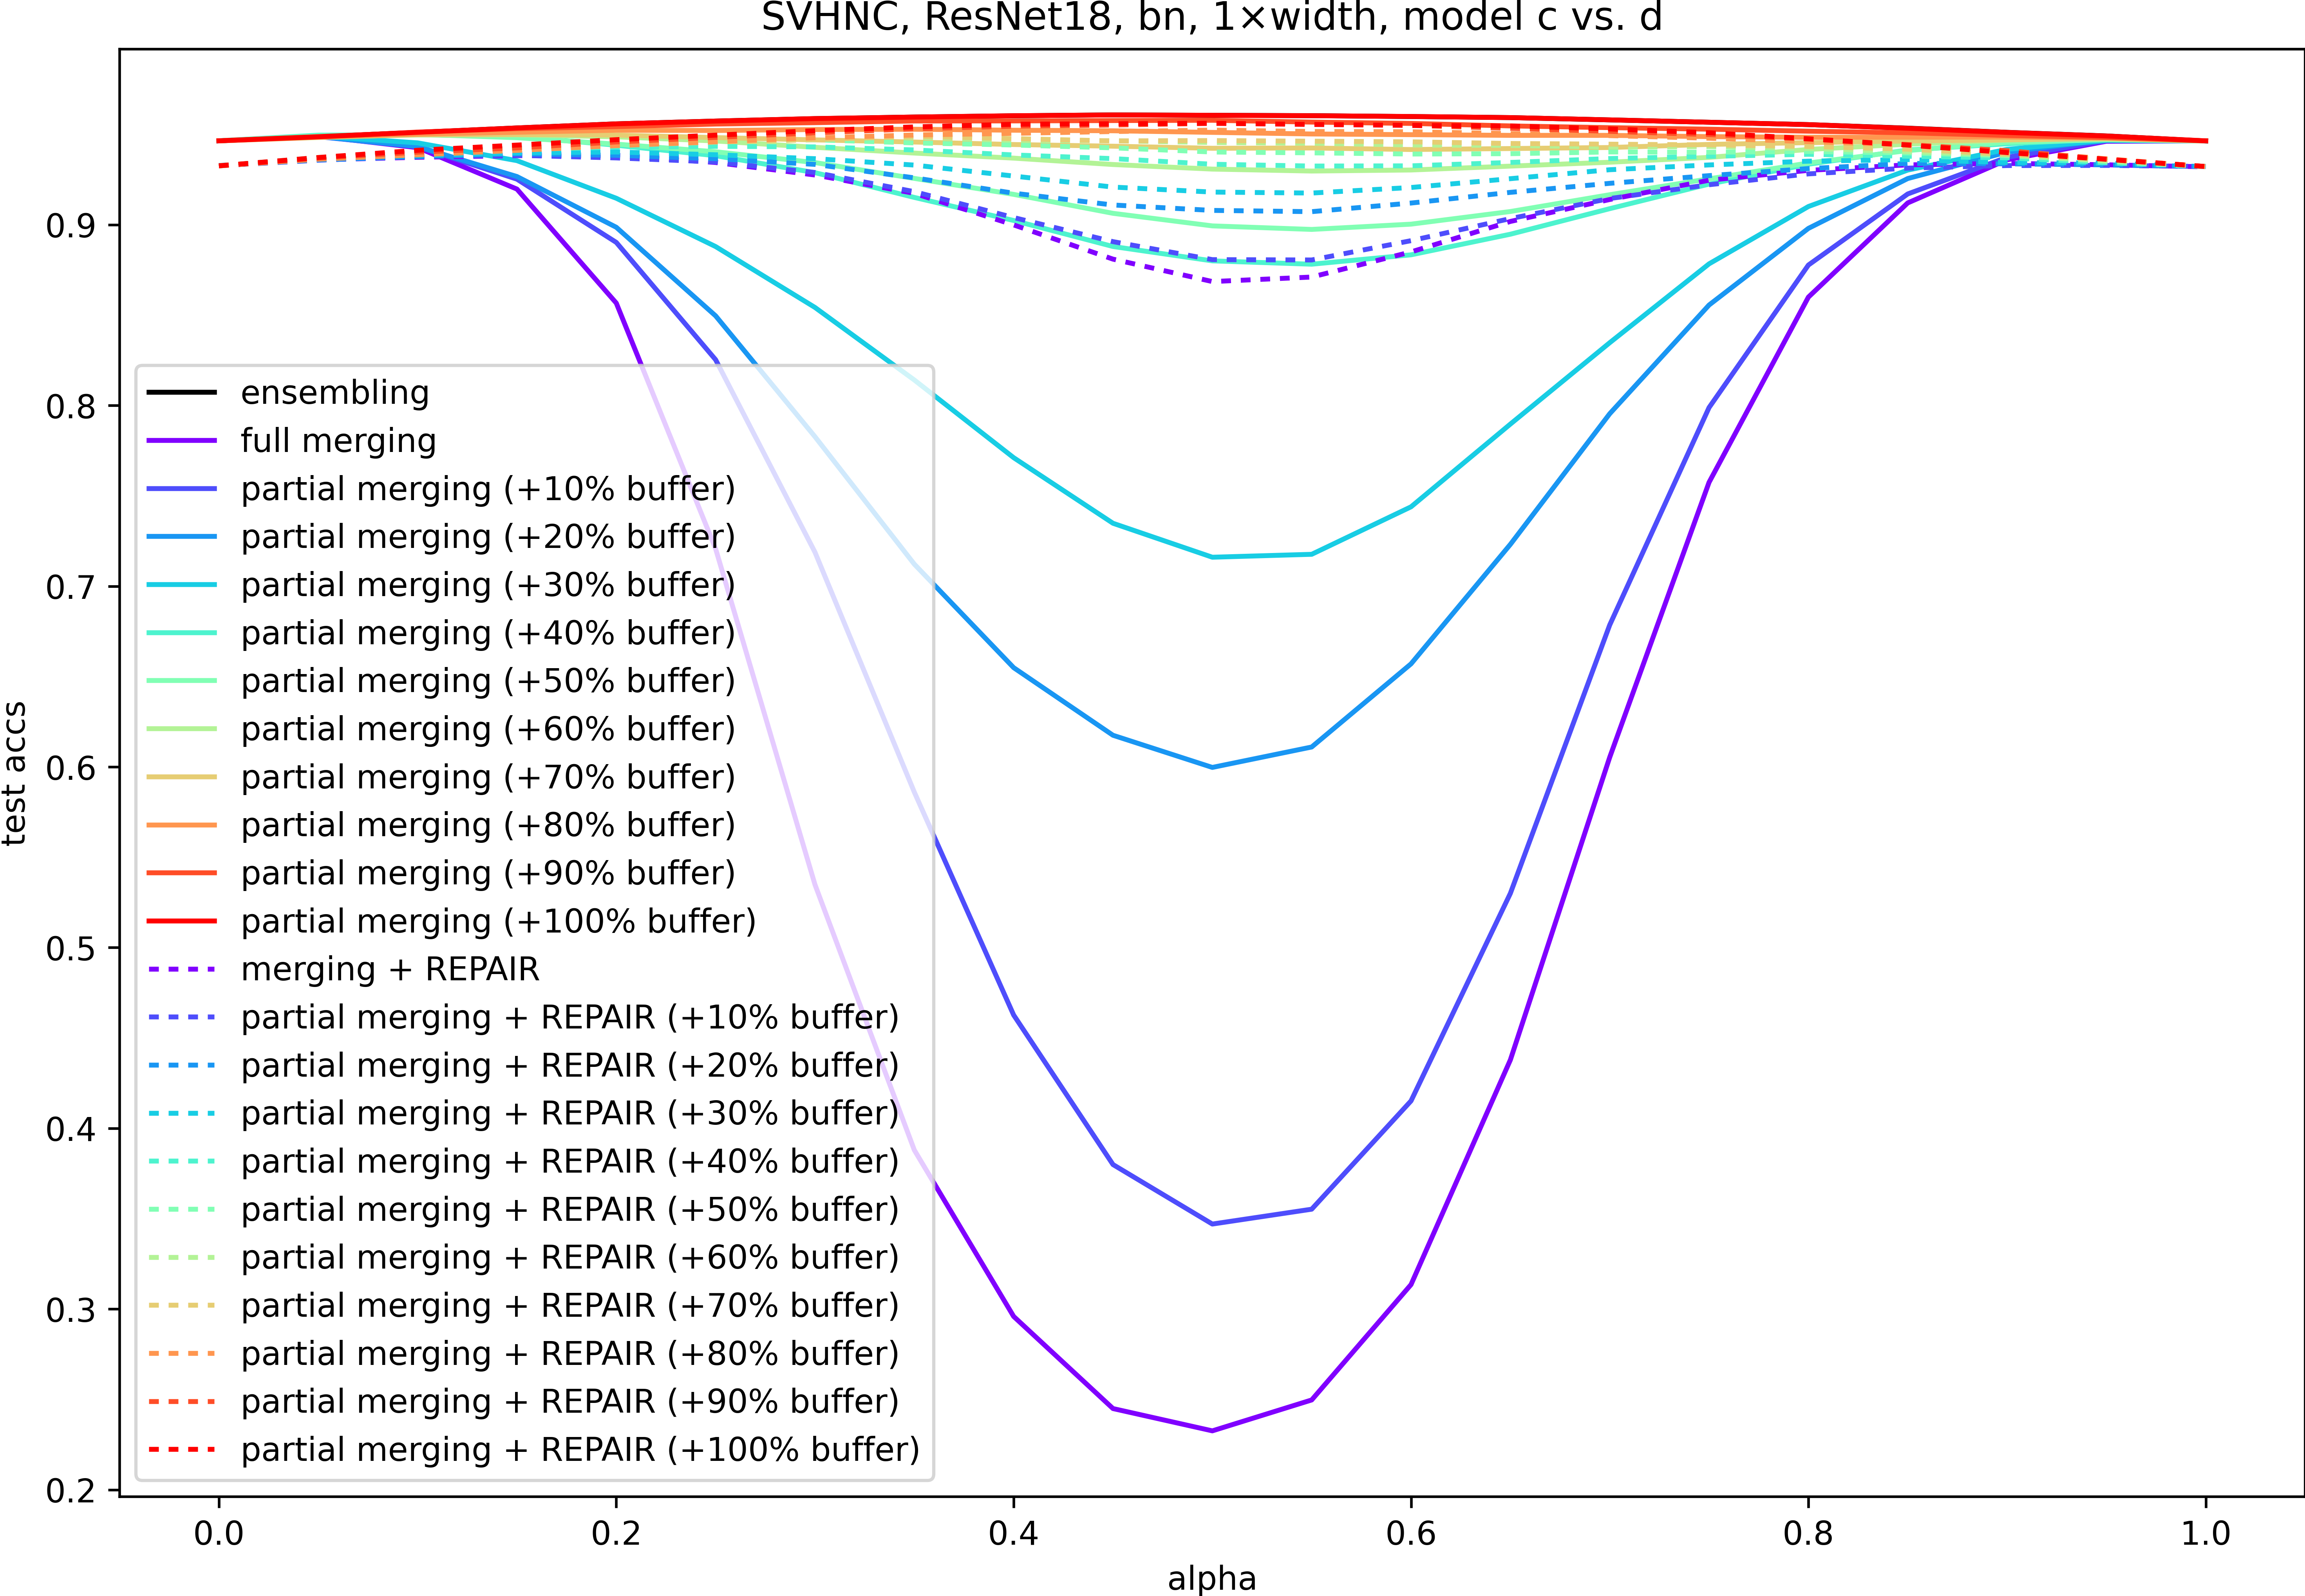 SVHNC, ResNet18, bn, 1×width, model c vs. d
test accs
0.9
0.8
0.7
0.6
0.5
0.4
0.3
0.2
ensembling
full merging
partial merging (+10% buffer)
partial merging (+20% buffer)
partial merging (+30% buffer)
partial merging (+40% buffer)
partial merging (+50% buffer)
partial merging (+60% buffer)
partial merging (+70% buffer)
partial merging (+80% buffer)
partial merging (+90% buffer)
partial merging (+100% buffer)
merging + REPAIR
partial merging + REPAIR (+10% buffer)
partial merging + REPAIR (+20% buffer)
partial merging + REPAIR (+30% buffer)
partial merging + REPAIR (+40% buffer)
partial merging + REPAIR (+50% buffer)
partial merging + REPAIR (+60% buffer)
partial merging + REPAIR (+70% buffer)
partial merging + REPAIR (+80% buffer)
partial merging + REPAIR (+90% buffer)
partial merging + REPAIR (+100% buffer)
0.0 0.2 0.4 0.6 0.8 1.0
alpha